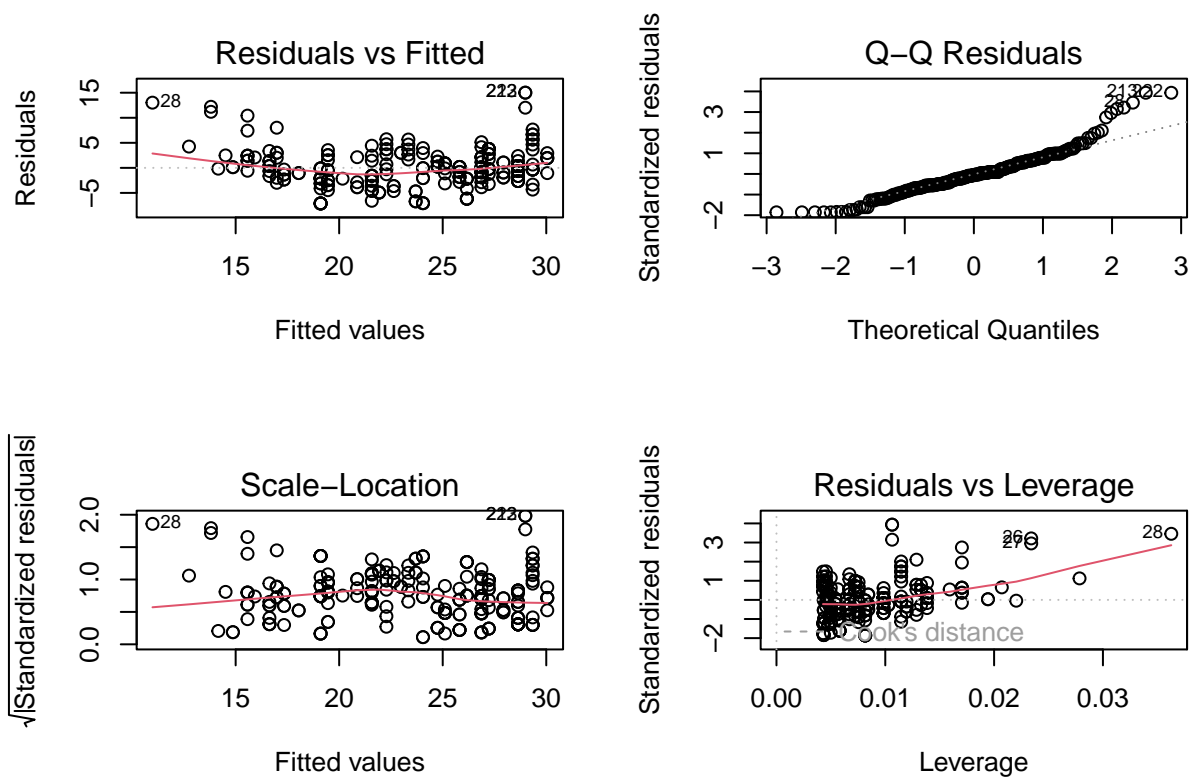 Residuals vs Fitted
Residuals
−5
5
15
28
15
20
25
30
Fitted values
Q−Q Residuals
Standardized residuals
−2
1
3
−3
−2
−1
0
1
2
3
Theoretical Quantiles
Scale−Location
√|Standardized residuals|
0.0
1.0
2.0
28
15
20
25
30
Fitted values
Residuals vs Leverage
Standardized residuals
−2
1
3
26
27
28
Cook's distance
0.00
0.01
0.02
0.03
Leverage